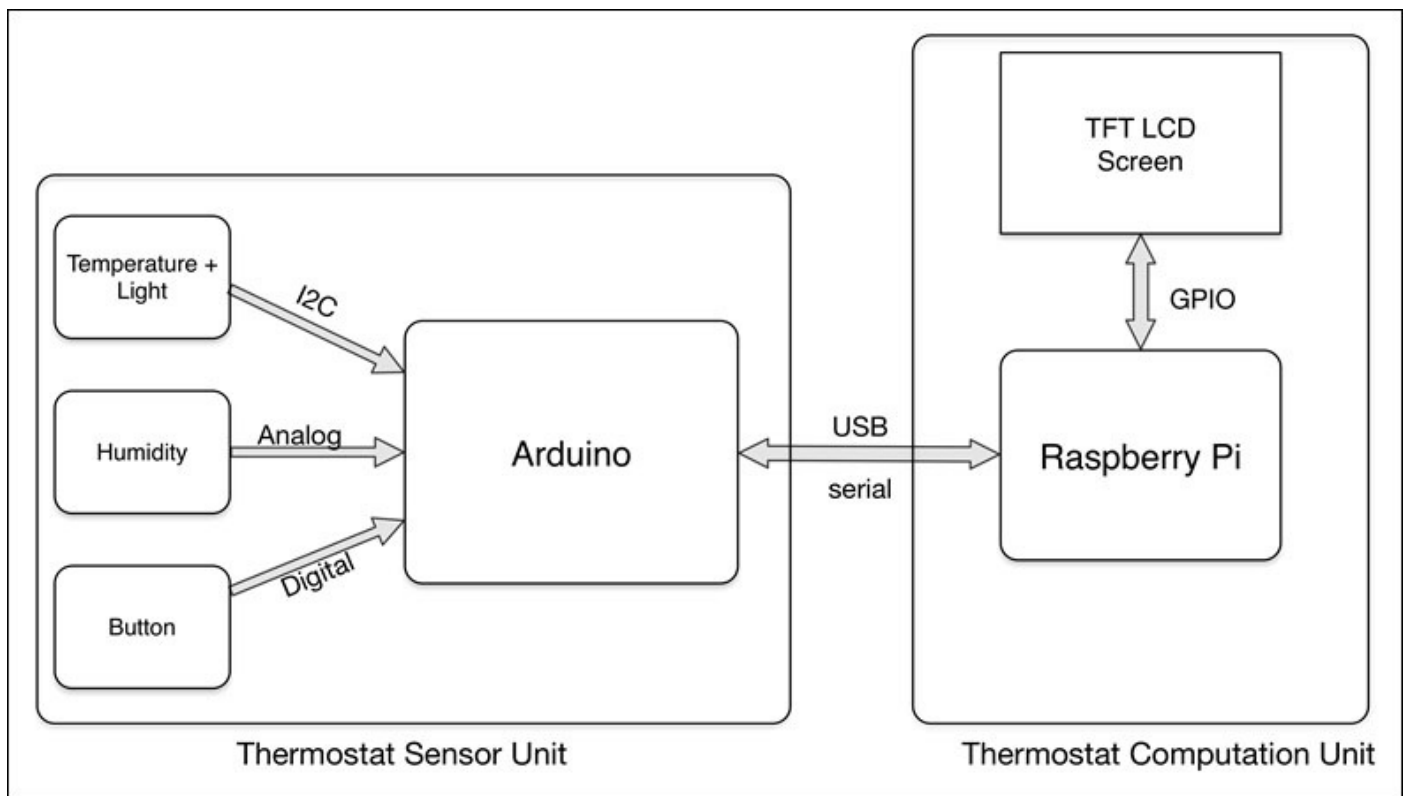 TFT LCD
Screen
Temperature +
Light
I2C
GPIO
Humidity
Analog
Arduino
USB
serial
Raspberry Pi
Button
Digital
Thermostat Sensor Unit
Thermostat Computation Unit